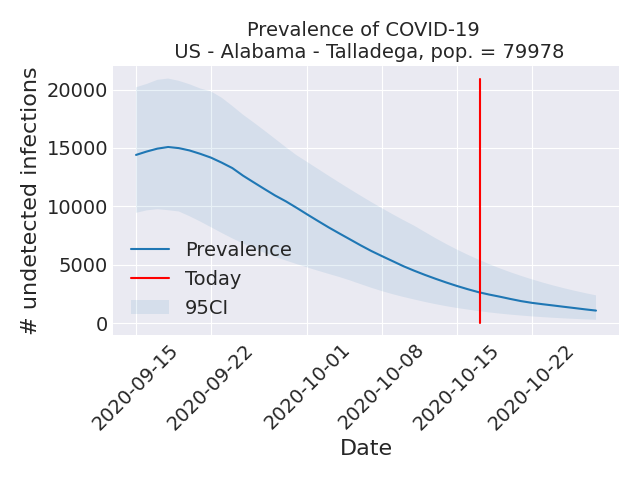 Prevalence of COVID-19
US - Alabama - Talladega, pop. = 79978
# undetected infections
20000
15000
10000
5000
0
Prevalence
Today
95CI
2020-09-15
2020-09-22
2020-10-01
2020-10-08
2020-10-15
2020-10-22
Date